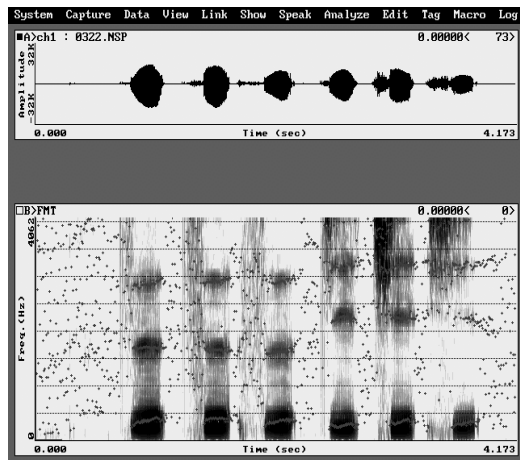 System Capture Data View Link Show Speak Analyze Edit Tag Macro Log
■A>ch1 : 0322.NSP 0.00000< 73>
Amplitude
-32K 32K
0.000 Time (sec) 4.173
□B>FMT 0.00000< 0>
Freq.(Hz)
0 4062
0.000 Time (sec) 4.173